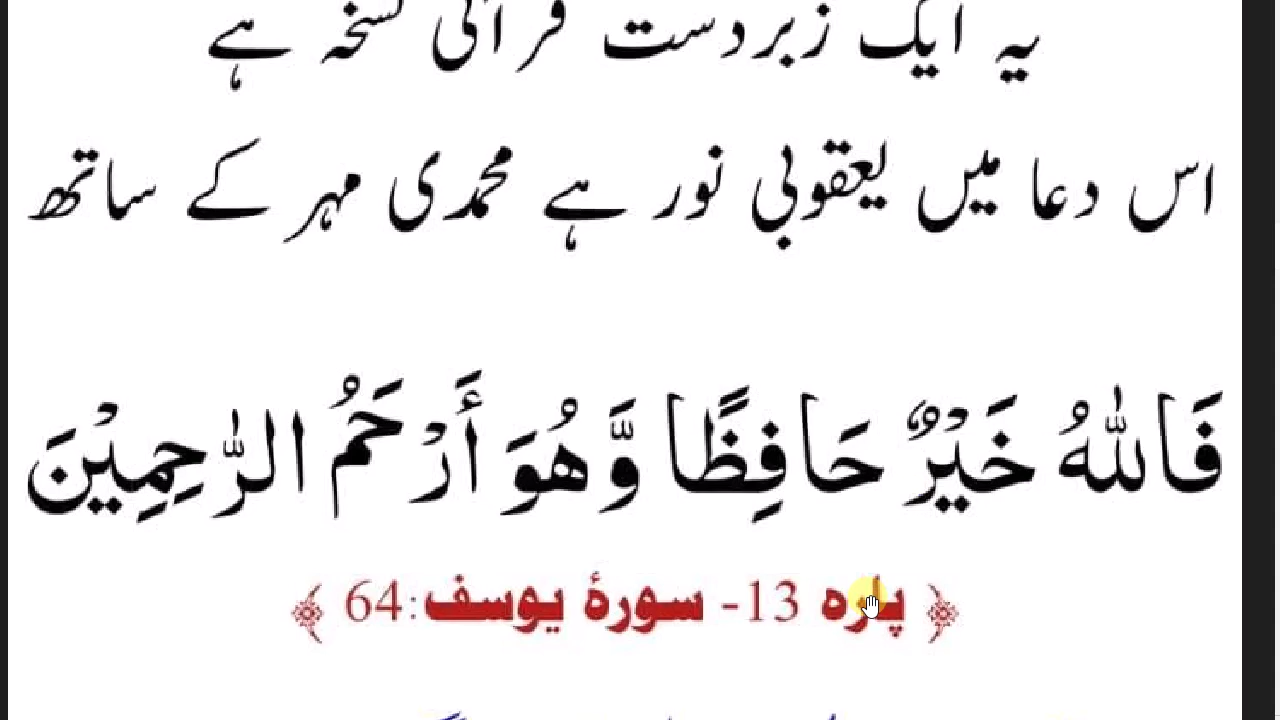 یہ ایک زبردست قرآنی نسخہ ہے
اس دعا میں یعقوبی نور ہے محمدی مہر کے ساتھ
فَاللّٰهُ خَيْرٌ حَافِظًا وَّهُوَ أَرْحَمُ الرّٰحِمِيْنَ
﴿ پارہ 13- سورۂ یوسف:64 ﴾